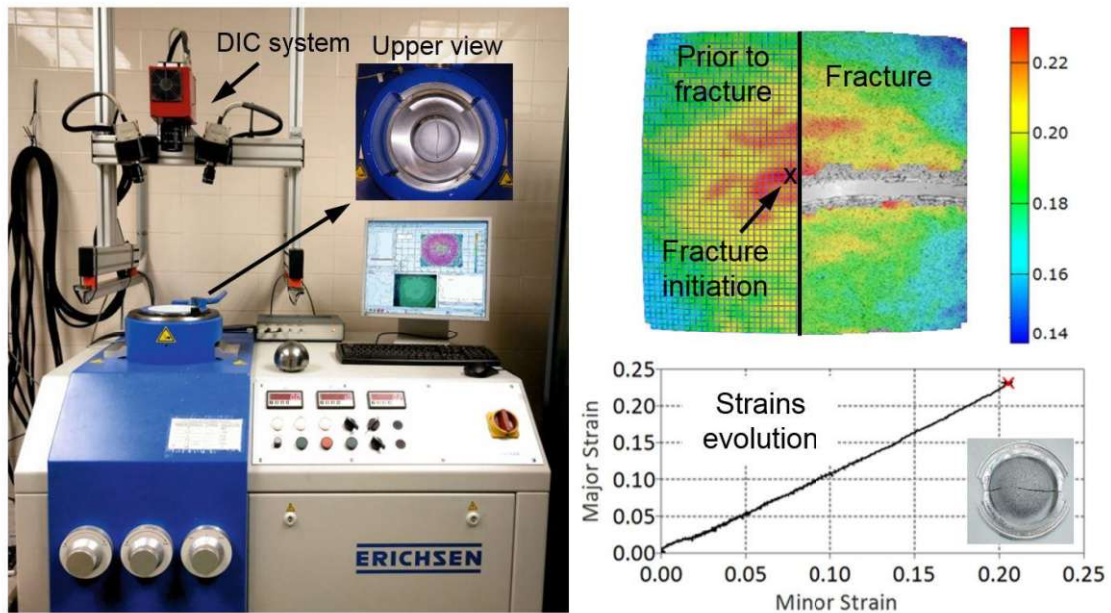 DIC system
Upper view
ERICHSEN
Prior to
fracture
Fracture
Fracture
initiation
x
0.22
0.20
0.18
0.16
0.14
Strains
evolution
Major Strain
0.25
0.20
0.15
0.10
0.05
0.00
0.00
0.05
0.10
0.15
0.20
0.25
Minor Strain